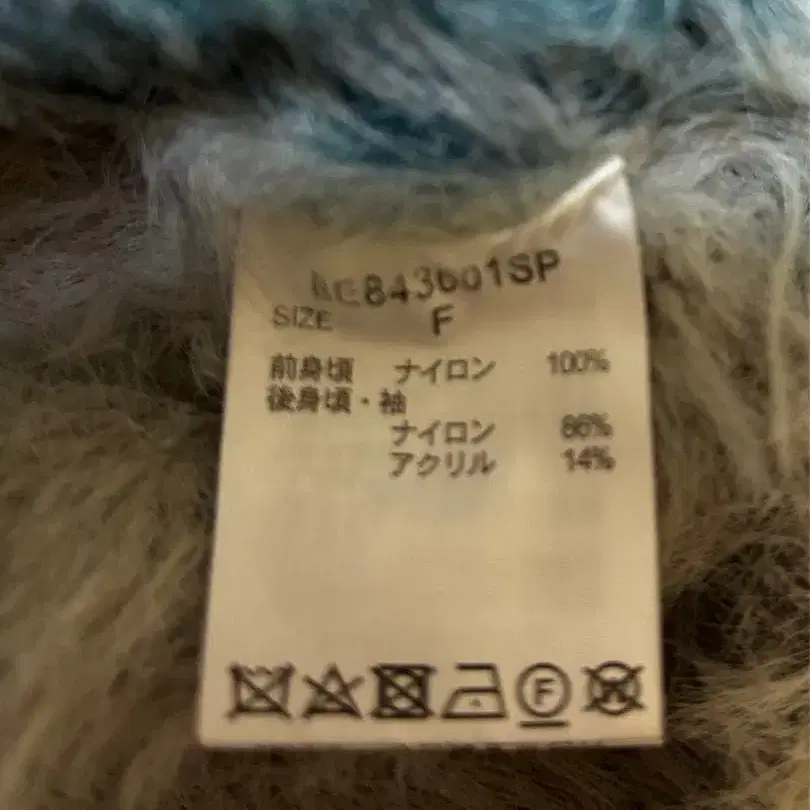 SIZE F
前身頃 ナイロン 100%
後身頃・袖
ナイロン 86%
アクリル 14%
F